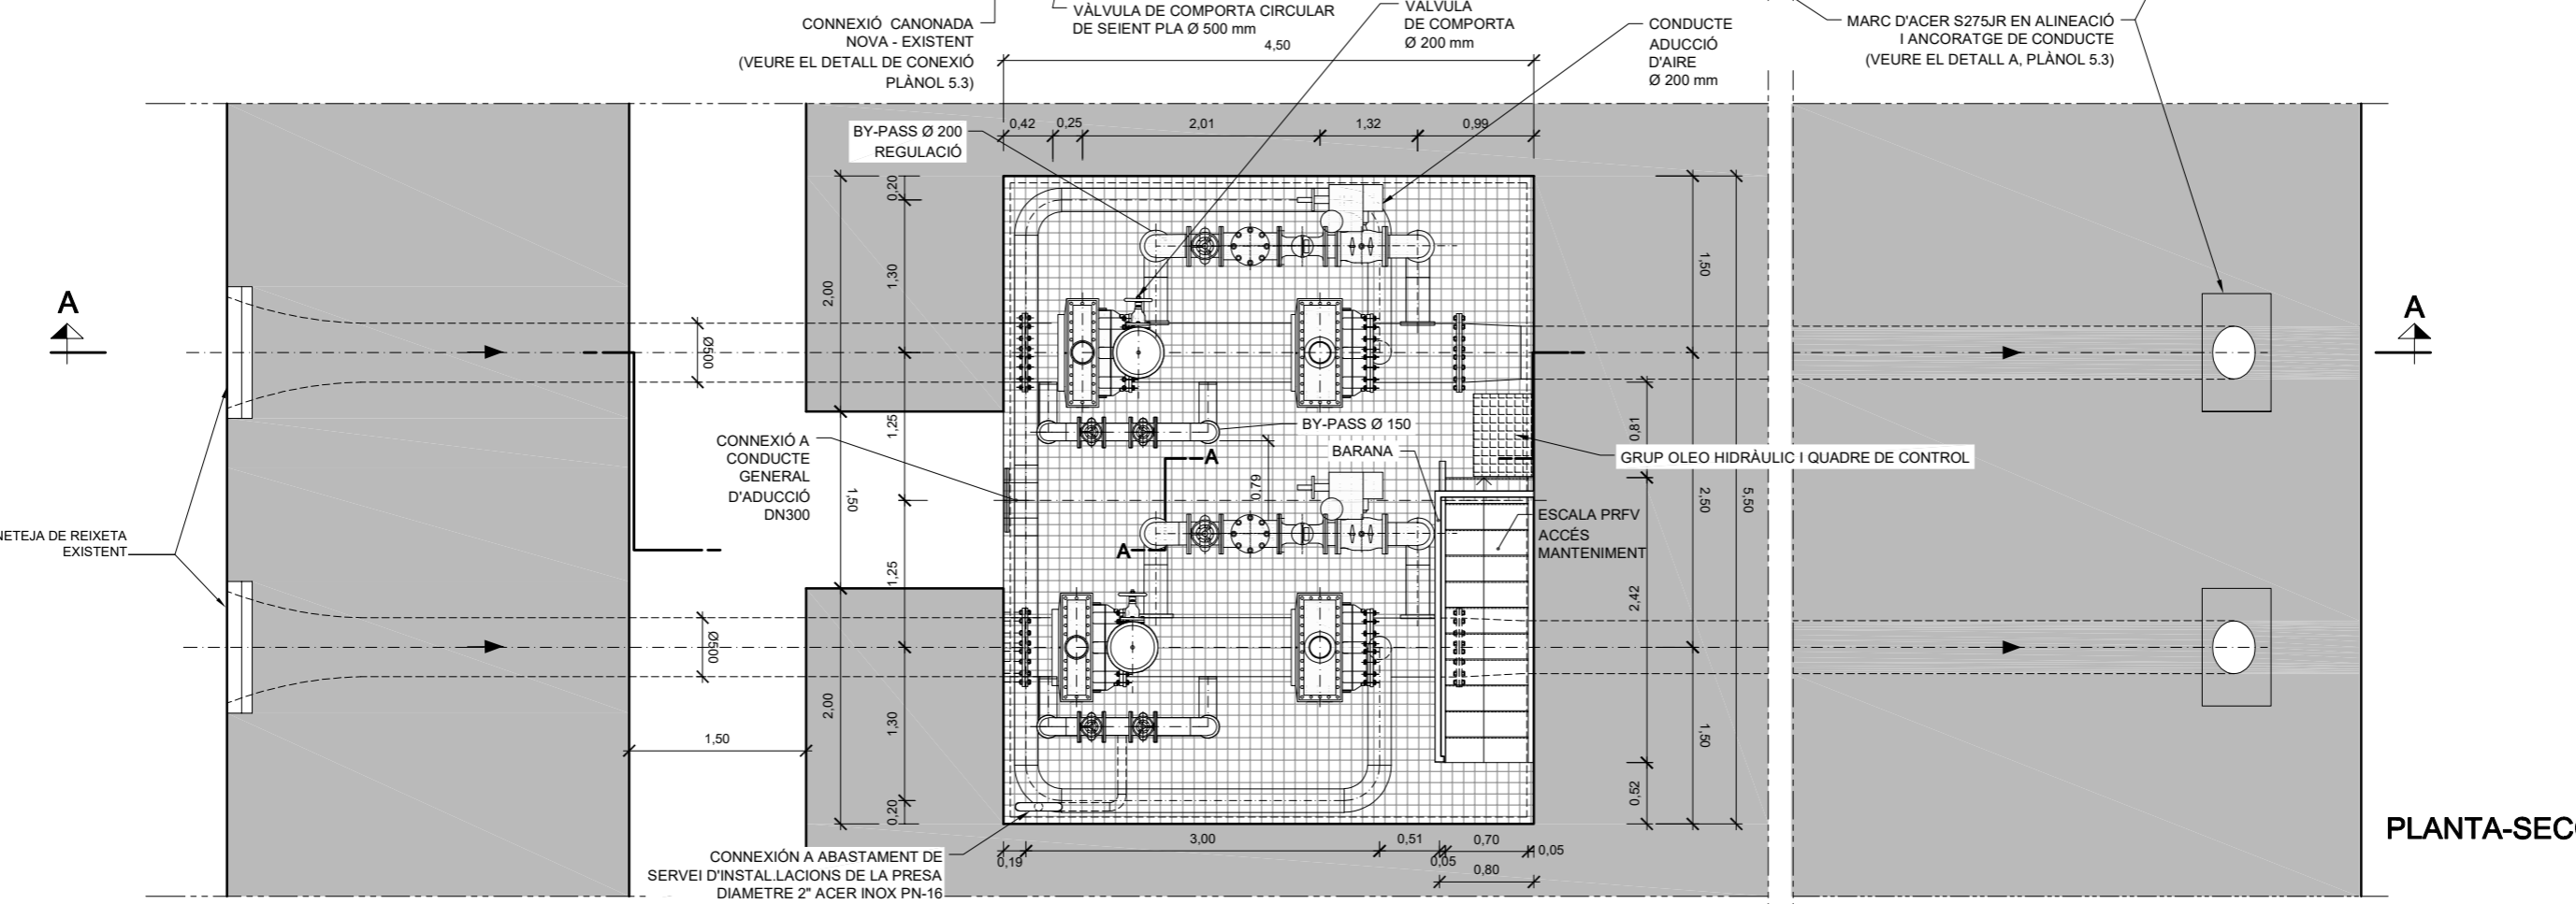 CONNEXIÓ CANONADA
NOVA - EXISTENT
(VEURE EL DETALL DE CONEXIÓ
PLÀNOL 5.3)
VÀLVULA DE COMPORTA CIRCULAR
DE SEIENT PLA Ø 500 mm
VÀLVULA
DE COMPORTA
Ø 200 mm
CONDUCTE
ADUCCIÓ
D'AIRE
Ø 200 mm
MARC D'ACER S275JR EN ALINEACIÓ
I ANCORATGE DE CONDUCTE
(VEURE EL DETALL A, PLÀNOL 5.3)
4,50
BY-PASS Ø 200
REGULACIÓ
0,42
0,25
2,01
1,32
0,99
0,20
1,30
2,00
1,50
A
A
Ø500
1,25
1,50
CONNEXIÓ A
CONDUCTE
GENERAL
D'ADUCCIÓ
DN300
BY-PASS Ø 150
BARANA
A
0.79
A
0,81
2,50
5,50
GRUP OLEO HIDRÀULIC I QUADRE DE CONTROL
ESCALA PRFV
ACCÉS
MANTENIMENT
NETEJA DE REIXETA
EXISTENT
1,25
2,42
Ø500
2,00
1,30
1,50
1,50
0,20
0,52
PLANTA-SEC
0,19
3,00
0,51
0,05
0,70
0,05
0,80
CONNEXIÓN A ABASTAMENT DE
SERVEI D'INSTAL.LACIONS DE LA PRESA
DIAMETRE 2" ACER INOX PN-16